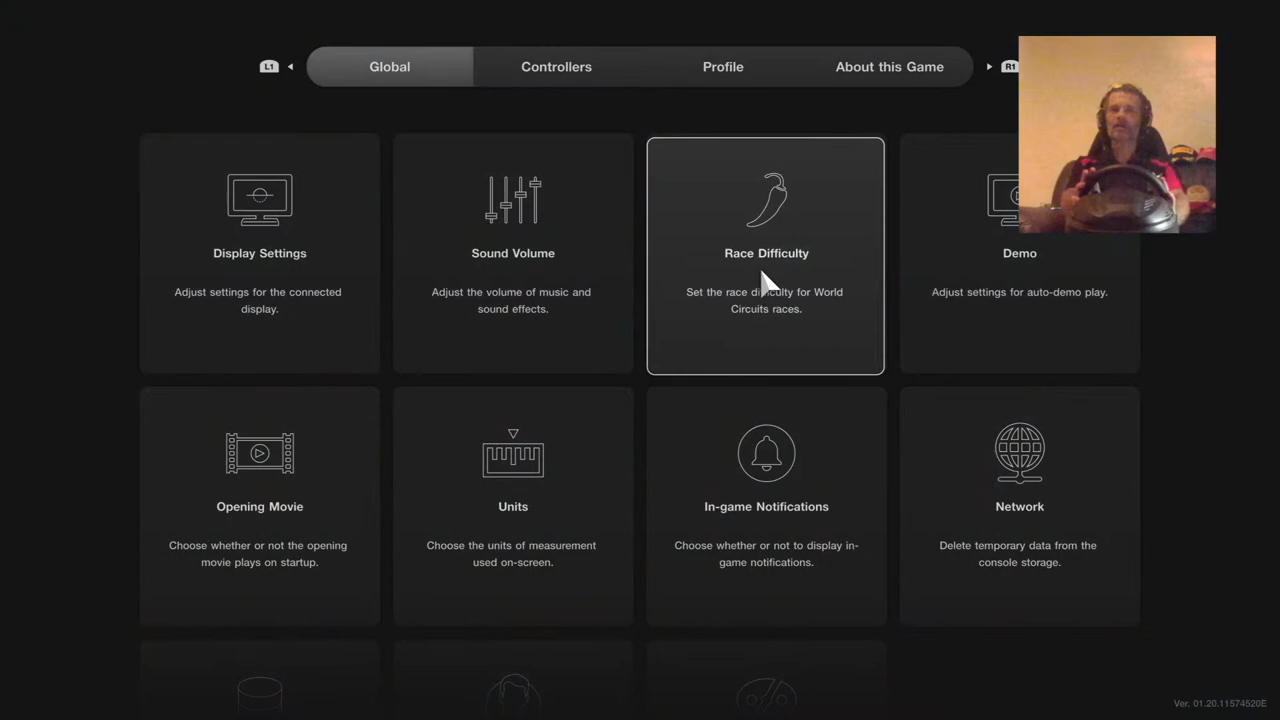 L1
Global
Controllers
Profile
About this Game
R1
Display Settings
Adjust settings for the connected
display.
Sound Volume
Adjust the volume of music and
sound effects.
Race Difficulty
Set the race difficulty for World
Circuits races.
Demo
Adjust settings for auto-demo play.
Opening Movie
Choose whether or not the opening
movie plays on startup.
Units
Choose the units of measurement
used on-screen.
In-game Notifications
Choose whether or not to display in-
game notifications.
Network
Delete temporary data from the
console storage.
Ver. 01.20.11574520E